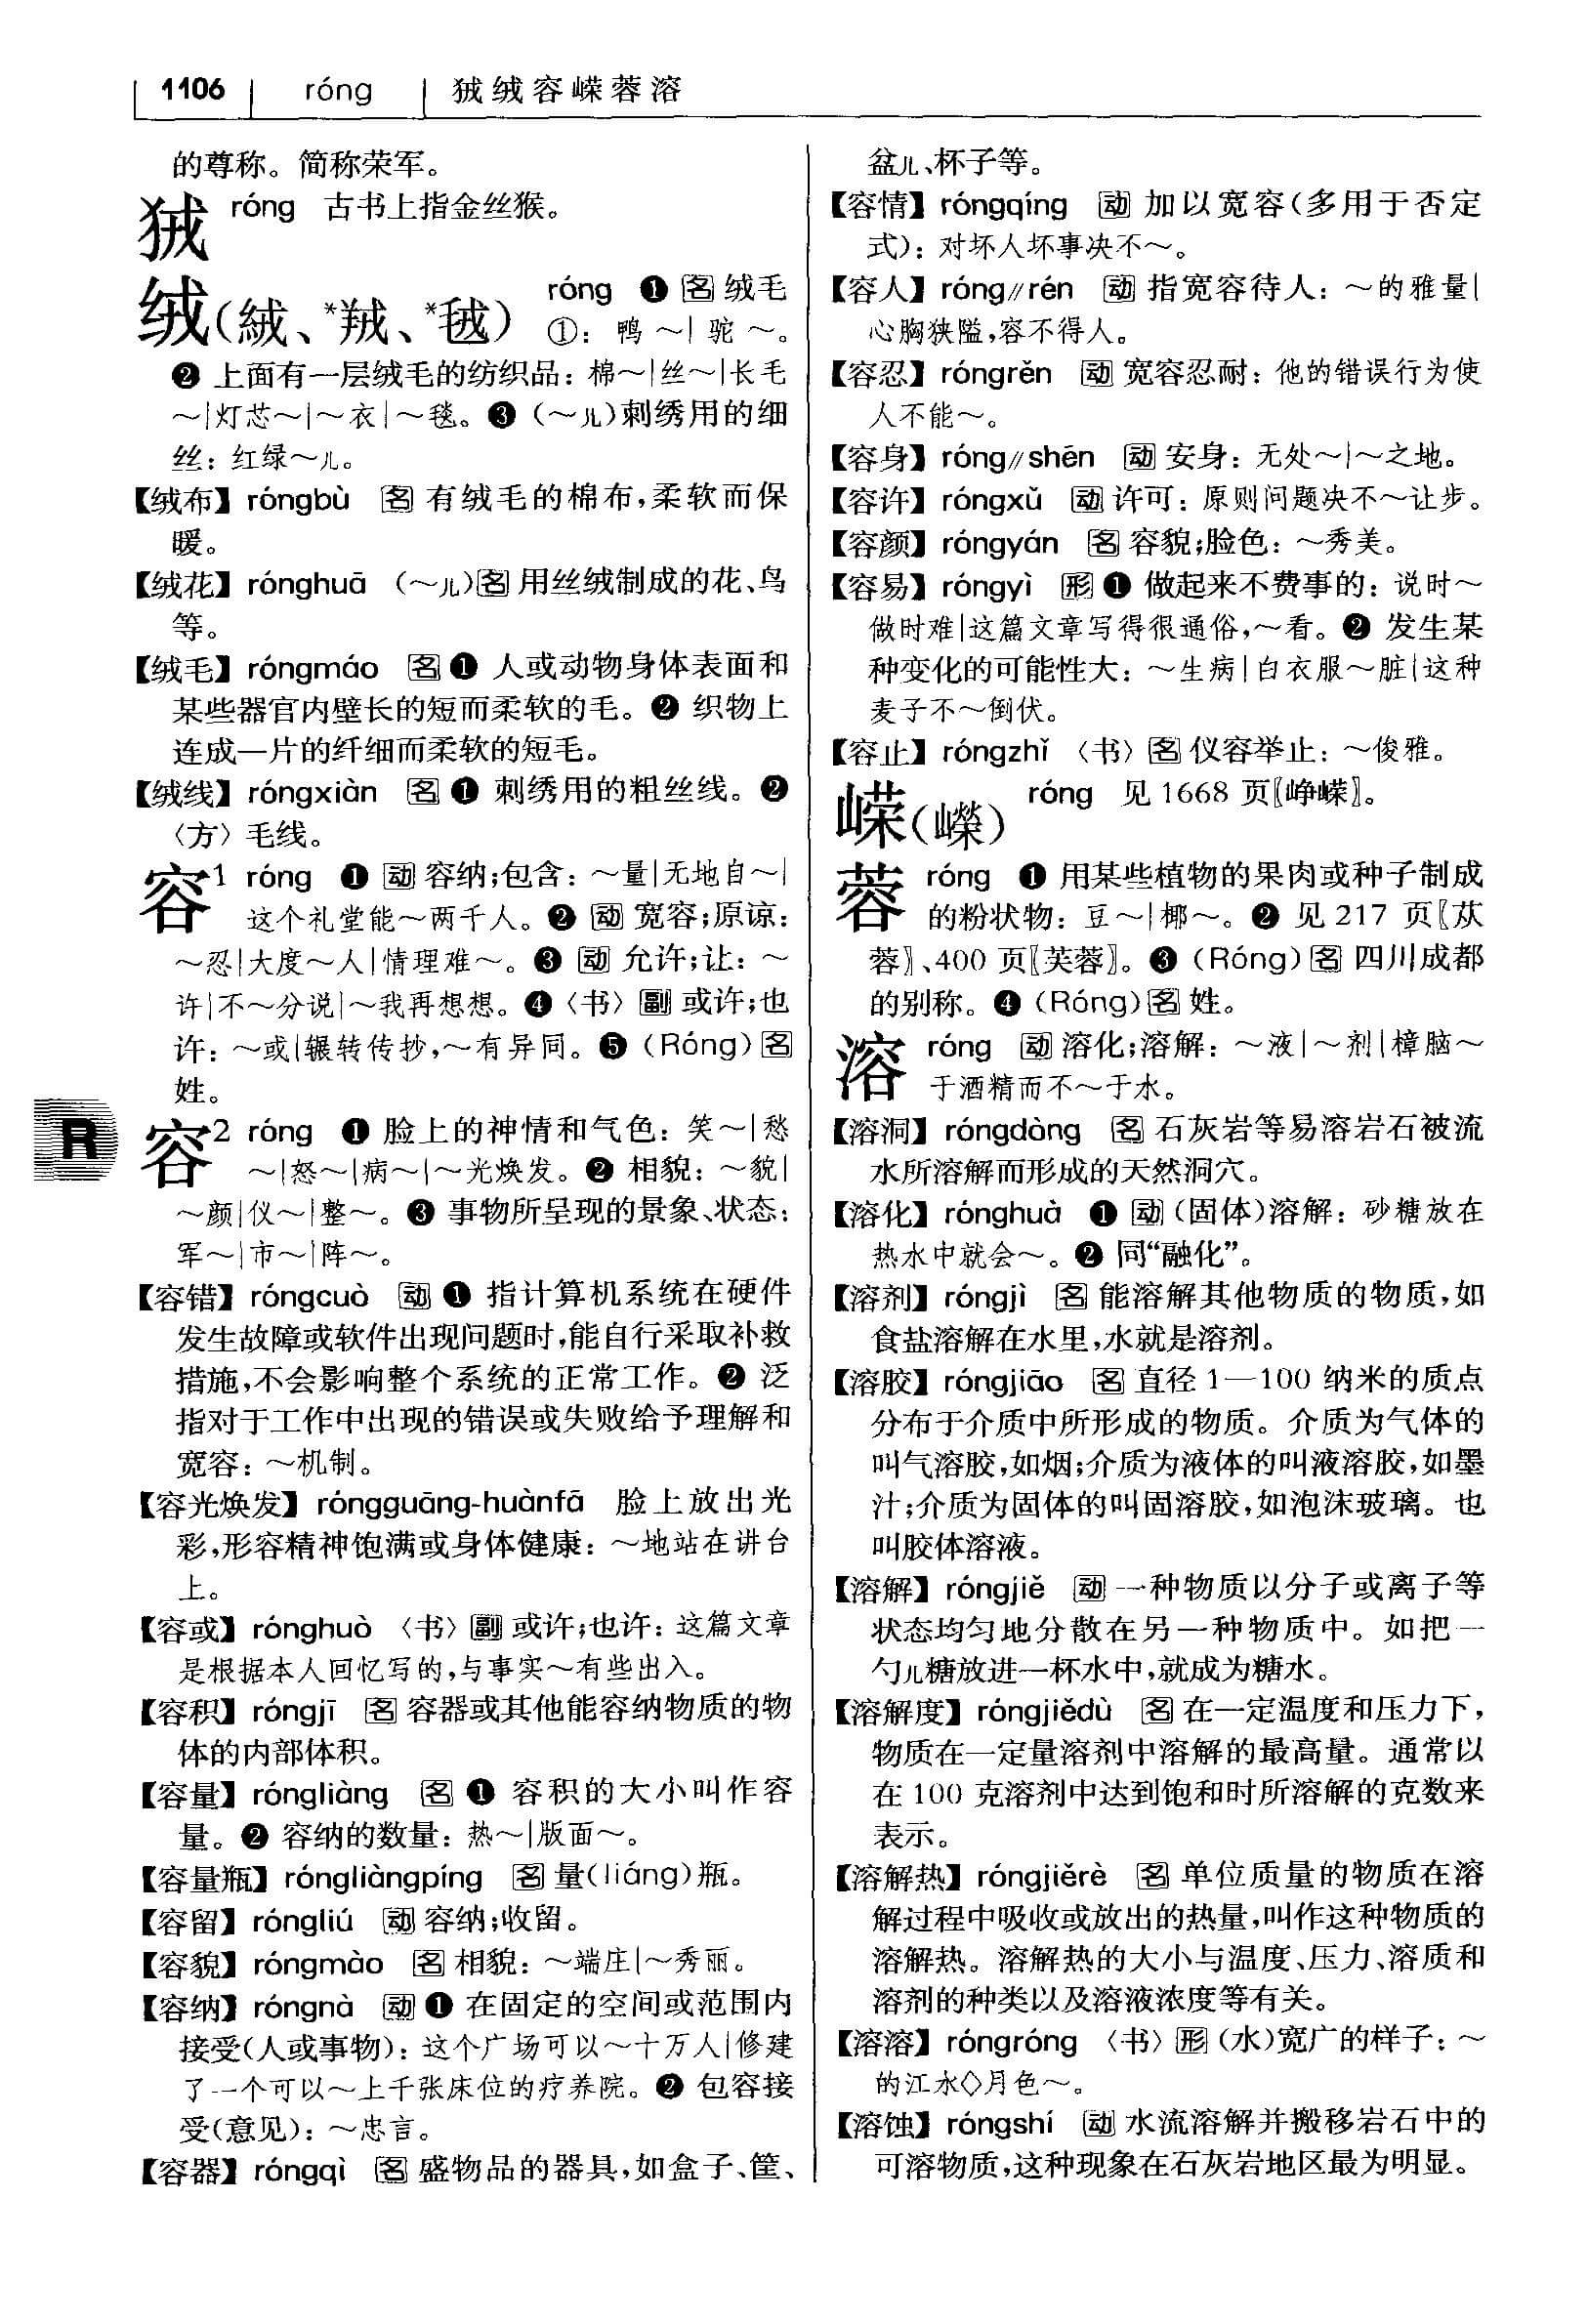 1106 róng 狨绒容嵘蓉溶
的尊称。简称荣军。
狨 róng 古书上指金丝猴。
绒(絨、*羢、*毧) róng ❶ 名 绒毛
①：鸭～|驼～。
❷ 上面有一层绒毛的纺织品：棉～|丝～|长毛
～|灯芯～|～衣|～毯。❸（～儿）刺绣用的细
丝：红绿～儿。
【绒布】róngbù 名 有绒毛的棉布，柔软而保
暖。
【绒花】rónghuā （～儿）名 用丝绒制成的花、鸟
等。
【绒毛】róngmáo 名 ❶ 人或动物身体表面和
某些器官内壁长的短而柔软的毛。❷ 织物上
连成一片的纤细而柔软的短毛。
【绒线】róngxiàn 名 ❶ 刺绣用的粗丝线。❷
〈方〉毛线。
容1 róng ❶ 动 容纳；包含：～量|无地自～|
这个礼堂能～两千人。❷ 动 宽容；原谅：
～忍|大度～人|情理难～。❸ 动 允许；让：～
许|不～分说|～我再想想。❹〈书〉副 或许；也
许：～或|辗转传抄，～有异同。❺（Róng）名
姓。
容2 róng ❶ 脸上的神情和气色：笑～|愁
～|怒～|病～|～光焕发。❷ 相貌：～貌|
～颜|仪～|整～。❸ 事物所呈现的景象、状态：
军～|市～|阵～。
【容错】róngcuò 动 ❶ 指计算机系统在硬件
发生故障或软件出现问题时，能自行采取补救
措施，不会影响整个系统的正常工作。❷ 泛
指对于工作中出现的错误或失败给予理解和
宽容：～机制。
【容光焕发】róngguāng-huànfā 脸上放出光
彩，形容精神饱满或身体健康：～地站在讲台
上。
【容或】rónghuò 〈书〉副 或许；也许：这篇文章
是根据本人回忆写的，与事实～有些出入。
【容积】róngjī 名 容器或其他能容纳物质的物
体的内部体积。
【容量】róngliàng 名 ❶ 容积的大小叫作容
量。❷ 容纳的数量：热～|版面～。
【容量瓶】róngliàngpíng 名 量（liáng）瓶。
【容留】róngliú 动 容纳；收留。
【容貌】róngmào 名 相貌：～端庄|～秀丽。
【容纳】róngnà 动 ❶ 在固定的空间或范围内
接受（人或事物）：这个广场可以～十万人|修建
了一个可以～上千张床位的疗养院。❷ 包容接
受（意见）：～忠言。
【容器】róngqì 名 盛物品的器具，如盒子、筐、
盆儿、杯子等。
【容情】róngqíng 动 加以宽容（多用于否定
式）：对坏人坏事决不～。
【容人】róng//rén 动 指宽容待人：～的雅量|
心胸狭隘，容不得人。
【容忍】róngrěn 动 宽容忍耐：他的错误行为使
人不能～。
【容身】róng//shēn 动 安身：无处～|～之地。
【容许】róngxǔ 动 许可：原则问题决不～让步。
【容颜】róngyán 名 容貌；脸色：～秀美。
【容易】róngyì 形 ❶ 做起来不费事的：说时～
做时难|这篇文章写得很通俗，～看。❷ 发生某
种变化的可能性大：～生病|白衣服～脏|这种
麦子不～倒伏。
【容止】róngzhǐ 〈书〉名 仪容举止：～俊雅。
嵘(嶸) róng 见1668页〖峥嵘〗。
蓉 róng ❶ 用某些植物的果肉或种子制成
的粉状物：豆～|椰～。❷ 见217页〖苁
蓉〗、400页〖芙蓉〗。❸（Róng）名 四川成都
的别称。❹（Róng）名 姓。
溶 róng 动 溶化；溶解：～液|～剂|樟脑～
于酒精而不～于水。
【溶洞】róngdòng 名 石灰岩等易溶岩石被流
水所溶解而形成的天然洞穴。
【溶化】rónghuà ❶ 动（固体）溶解：砂糖放在
热水中就会～。❷ 同“融化”。
【溶剂】róngjì 名 能溶解其他物质的物质，如
食盐溶解在水里，水就是溶剂。
【溶胶】róngjiāo 名 直径1—100纳米的质点
分布于介质中所形成的物质。介质为气体的
叫气溶胶，如烟；介质为液体的叫液溶胶，如墨
汁；介质为固体的叫固溶胶，如泡沫玻璃。也
叫胶体溶液。
【溶解】róngjiě 动 一种物质以分子或离子等
状态均匀地分散在另一种物质中。如把一
勺儿糖放进一杯水中，就成为糖水。
【溶解度】róngjiědù 名 在一定温度和压力下，
物质在一定量溶剂中溶解的最高量。通常以
在100克溶剂中达到饱和时所溶解的克数来
表示。
【溶解热】róngjiěrè 名 单位质量的物质在溶
解过程中吸收或放出的热量，叫作这种物质的
溶解热。溶解热的大小与温度、压力、溶质和
溶剂的种类以及溶液浓度等有关。
【溶溶】róngróng 〈书〉形（水）宽广的样子：～
的江水◇月色～。
【溶蚀】róngshí 动 水流溶解并搬移岩石中的
可溶物质，这种现象在石灰岩地区最为明显。
R